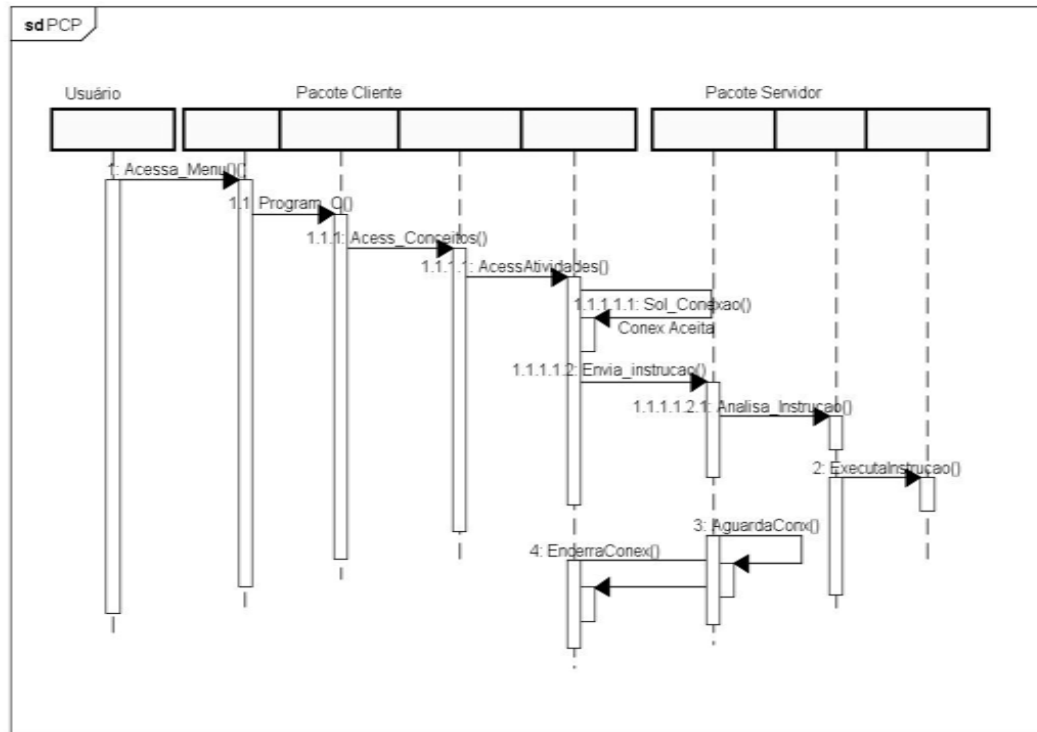 sd PCP
Usuário
Pacote Cliente
Pacote Servidor
1: Acessa_Menu()()
1.1 Program_C()
1.1.1: Acess_Conceitos()
1.1.1.1: AcessAtividades()
1.1.1.1.1: Sol_Conexao()
Conex Aceita
1.1.1.1.2: Envia_instrucao()
1.1.1.1.2.1: Analisa_Instrucao()
2: ExecutaInstrucao()
3: AguardaConx()
4: EnderraConex()